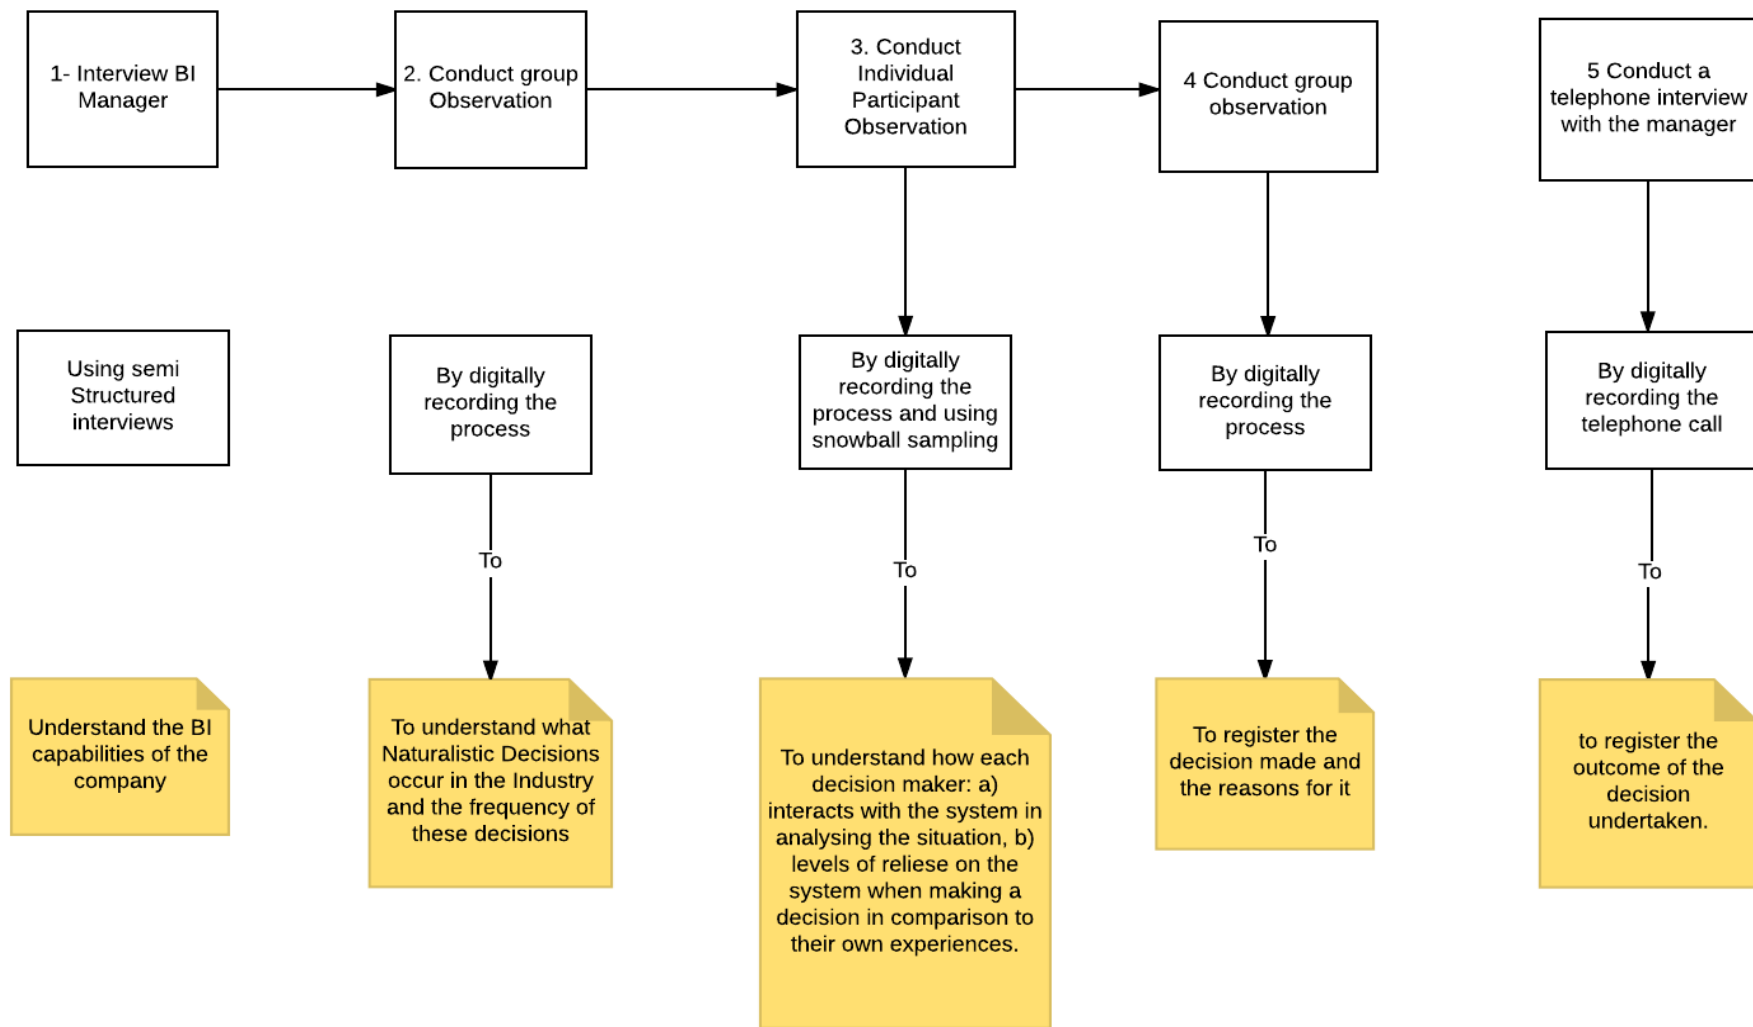 1- Interview BI
Manager
2. Conduct group
Observation
3. Conduct
Individual
Participant
Observation
4 Conduct group
observation
5 Conduct a
telephone interview
with the manager
Using semi
Structured
interviews
By digitally
recording the
process
By digitally
recording the
process and using
snowball sampling
By digitally
recording the
process
By digitally
recording the
telephone call
To
To
To
To
Understand the BI
capabilities of the
company
To understand what
Naturalistic Decisions
occur in the Industry
and the frequency of
these decisions
To understand how each
decision maker: a)
interacts with the system in
analysing the situation, b)
levels of reliese on the
system when making a
decision in comparison to
their own experiences.
To register the
decision made and
the reasons for it
to register the
outcome of the
decision
undertaken.